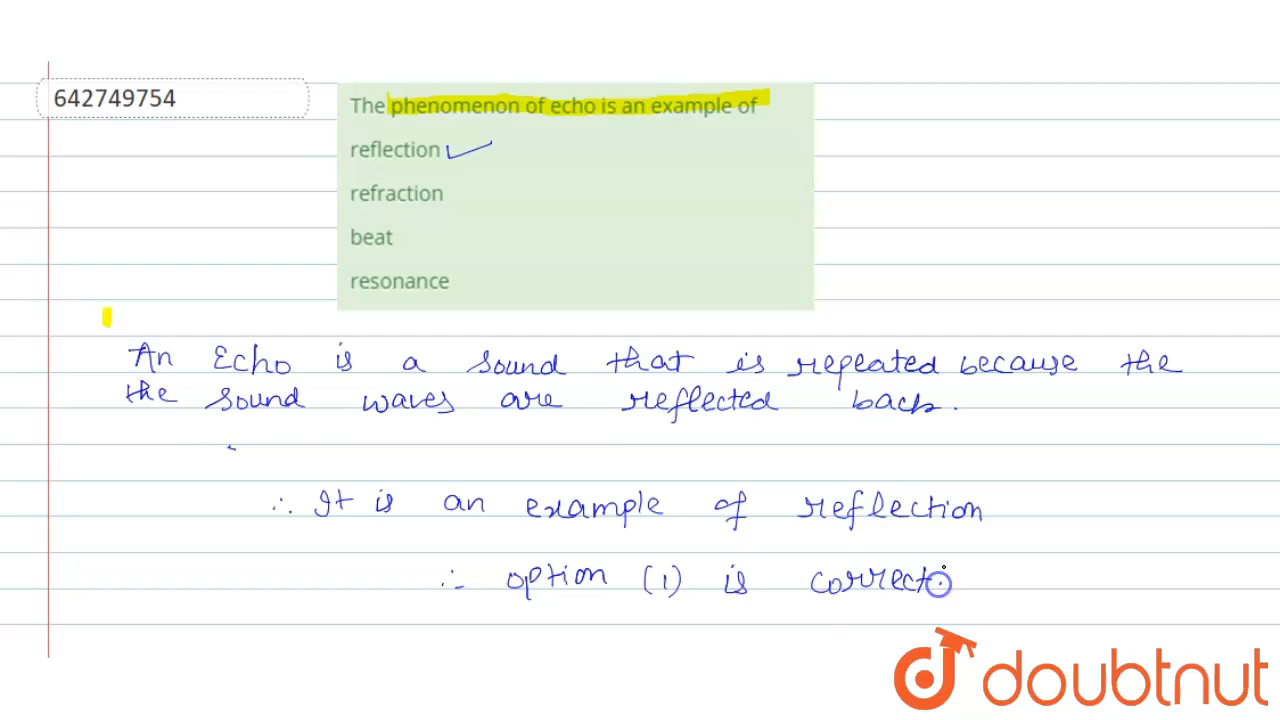 642749754
The phenomenon of echo is an example of
reflection
refraction
beat
resonance
An Echo is a sound that is repeated because the
the sound waves are reflected back.
∴ It is an example of reflection
∴ option (1) is correct
doubtnut